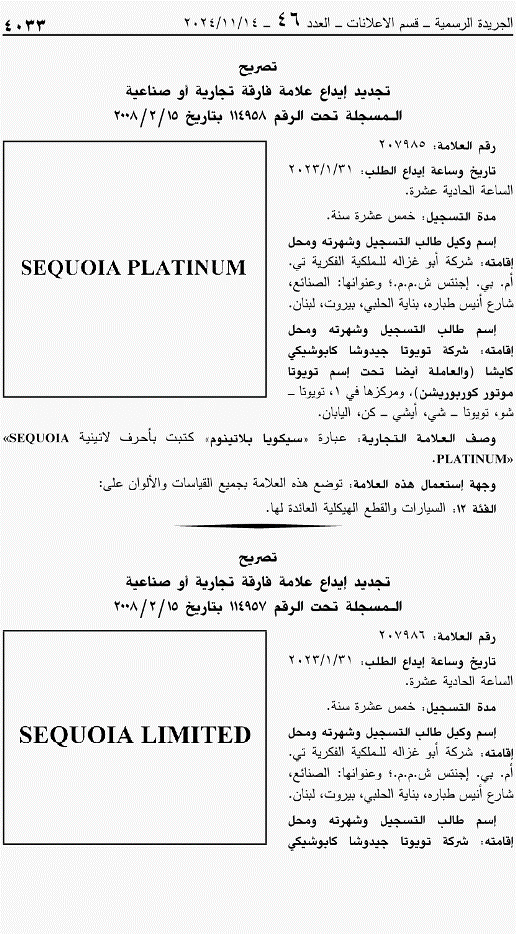 الجريدة الرسمية ـ قسم الاعلانات ـ العدد ٤٦ ـ ٢٠٢٤/١١/١٤
٤٠٣٣
تصريح
تجديد إيداع علامة فارقة تجارية أو صناعية
المسجلة تحت الرقم ١١٤٩٥٨ بتاريخ ٢٠٠٨/٢/١٥
رقم العلامة: ٢٠٧٩٨٥
تاريخ وساعة إيداع الطلب: ٢٠٢٣/١/٣١
الساعة الحادية عشرة.
مدة التسجيل: خمس عشرة سنة.
إسم وكيل طالب التسجيل وشهرته ومحل
إقامته: شركة أبو غزاله للملكية الفكرية تي.
أم. بي. إجنتس ش.م.م.؛ وعنوانها: الصنائع،
شارع أنيس طباره، بناية الحلبي، بيروت، لبنان.
إسم طالب التسجيل وشهرته ومحل
إقامته: شركة تويوتا جيدوشا كابوشيكي
كايشا (والعاملة أيضا تحت إسم تويوتا
موتور كوربوريشن). ومركزها في ١، تويوتا ـ
شو، تويوتا ـ شي، أيشي ـ كن، اليابان.
SEQUOIA PLATINUM
وصف العلامة التجارية: عبارة «سيكويا بلاتينوم» كتبت بأحرف لاتينية «SEQUOIA
PLATINUM».
وجهة إستعمال هذه العلامة: توضع هذه العلامة بجميع القياسات والألوان على:
الفئة ١٢: السيارات والقطع الهيكلية العائدة لها.
تصريح
تجديد إيداع علامة فارقة تجارية أو صناعية
المسجلة تحت الرقم ١١٤٩٥٧ بتاريخ ٢٠٠٨/٢/١٥
رقم العلامة: ٢٠٧٩٨٦
تاريخ وساعة إيداع الطلب: ٢٠٢٣/١/٣١
الساعة الحادية عشرة.
مدة التسجيل: خمس عشرة سنة.
إسم وكيل طالب التسجيل وشهرته ومحل
إقامته: شركة أبو غزاله للملكية الفكرية تي.
أم. بي. إجنتس ش.م.م.؛ وعنوانها: الصنائع،
شارع أنيس طباره، بناية الحلبي، بيروت، لبنان.
إسم طالب التسجيل وشهرته ومحل
إقامته: شركة تويوتا جيدوشا كابوشيكي
SEQUOIA LIMITED